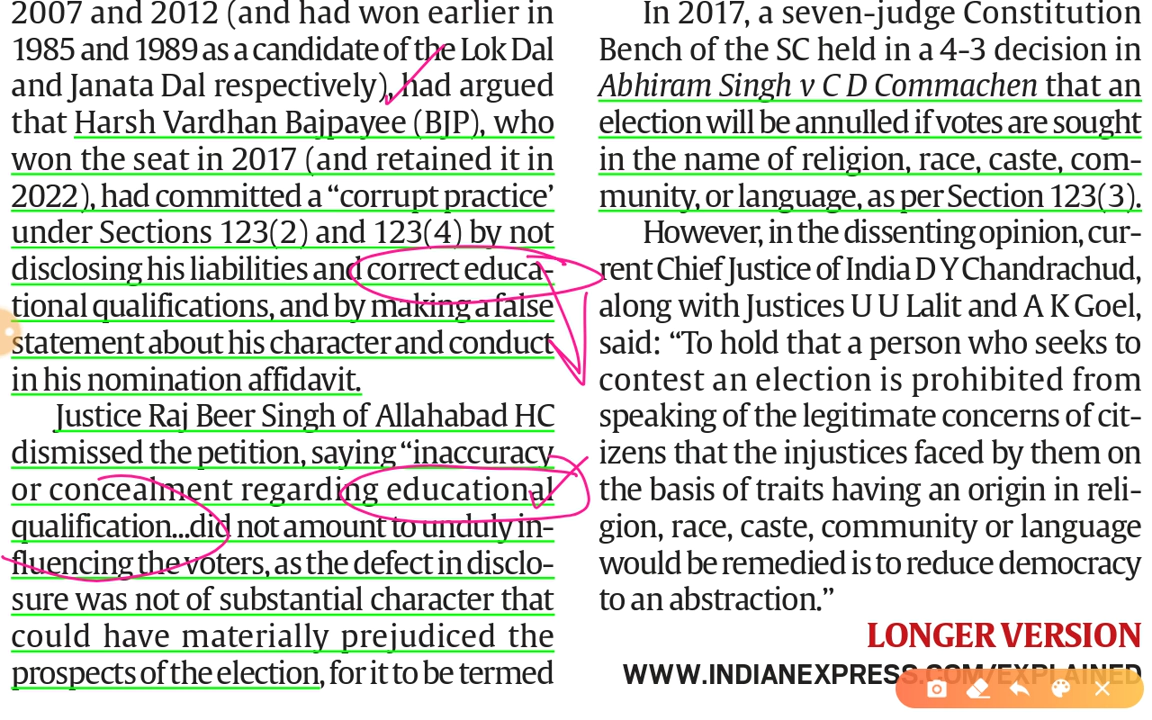 2007 and 2012 (and had won earlier in
1985 and 1989 as a candidate of the Lok Dal
and Janata Dal respectively), had argued
that Harsh Vardhan Bajpayee (BJP), who
won the seat in 2017 (and retained it in
2022), had committed a “corrupt practice’
under Sections 123(2) and 123(4) by not
disclosing his liabilities and correct educa-
tional qualifications, and by making a false
statement about his character and conduct
in his nomination affidavit.
Justice Raj Beer Singh of Allahabad HC
dismissed the petition, saying “inaccuracy
or concealment regarding educational
qualification...did not amount to unduly in-
fluencing the voters, as the defect in disclo-
sure was not of substantial character that
could have materially prejudiced the
prospects of the election, for it to be termed
In 2017, a seven-judge Constitution
Bench of the SC held in a 4-3 decision in
Abhiram Singh v C D Commachen that an
election will be annulled if votes are sought
in the name of religion, race, caste, com-
munity, or language, as per Section 123(3).
However, in the dissenting opinion, cur-
rent Chief Justice of India D Y Chandrachud,
along with Justices U U Lalit and A K Goel,
said: “To hold that a person who seeks to
contest an election is prohibited from
speaking of the legitimate concerns of cit-
izens that the injustices faced by them on
the basis of traits having an origin in reli-
gion, race, caste, community or language
would be remedied is to reduce democracy
to an abstraction.”
LONGER VERSION
WWW.INDIANEXPRESS.COM/EXPLAINED